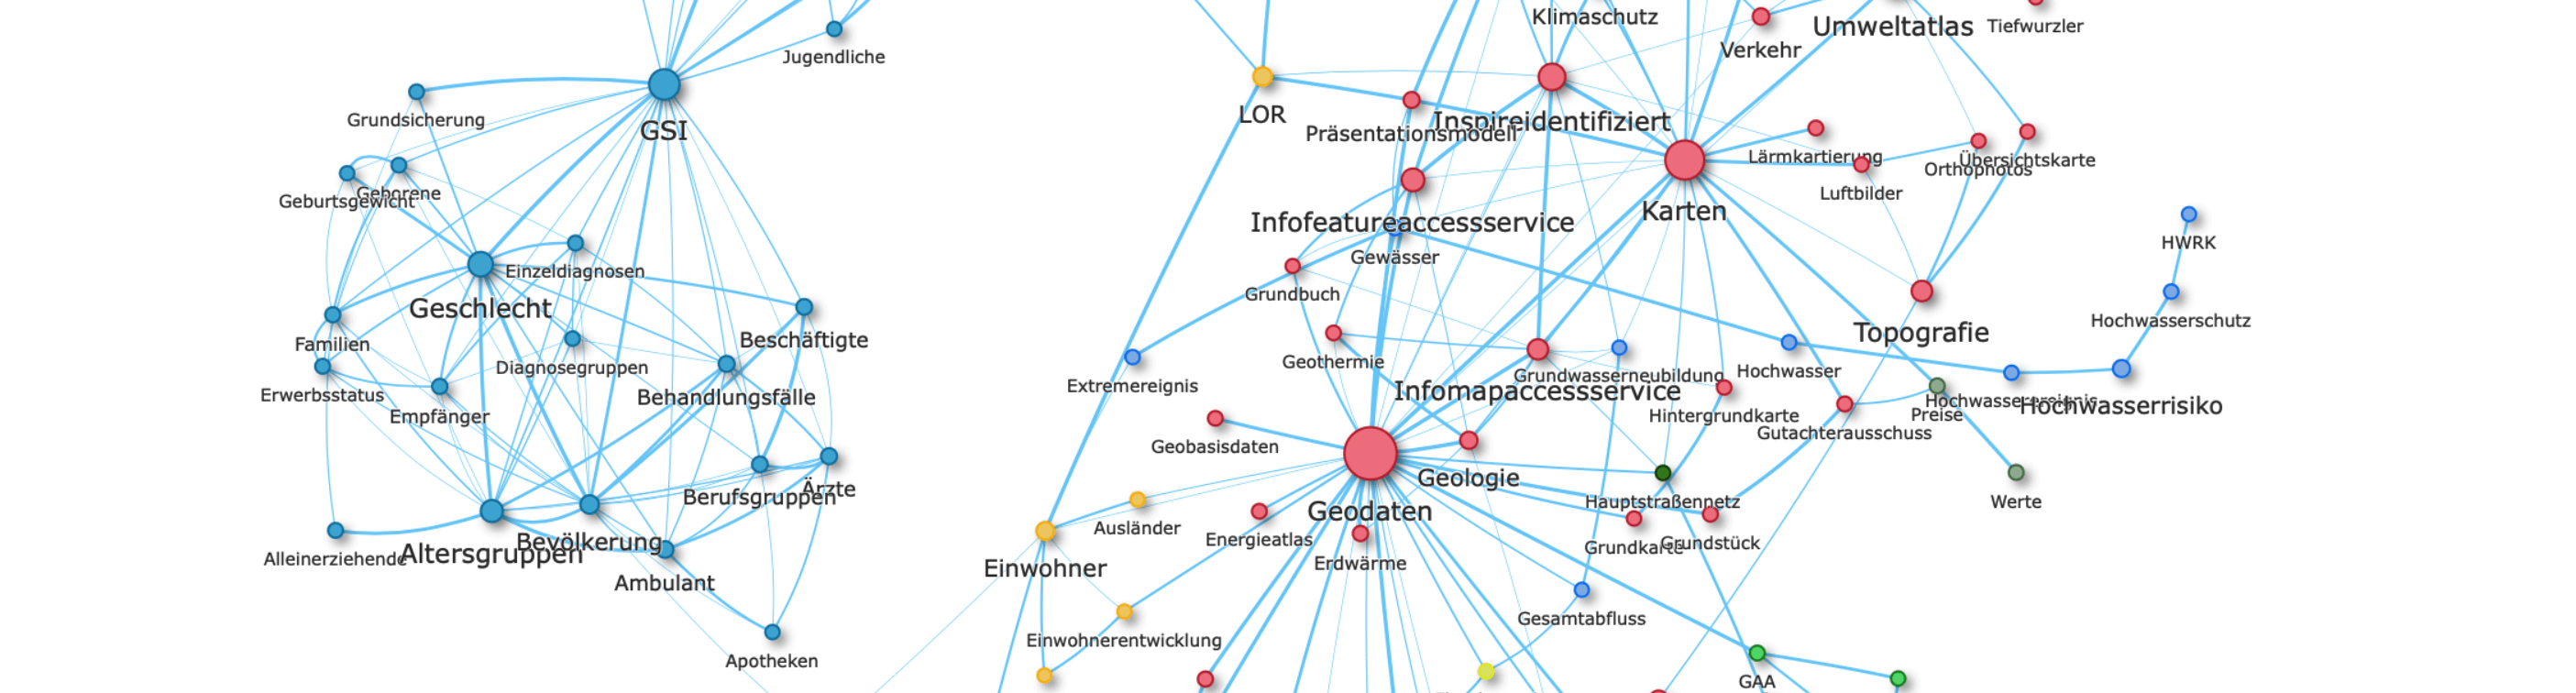 Klimaschutz
Umweltatlas
Tiefwurzler
Verkehr
Jugendliche
Grundsicherung
GSI
LOR
Inspireidentifiziert
Präsentationsmodell
Lärmkartierung
Übersichtskarte
Orthophotos
Luftbilder
Geborene
Geburtsgewicht
Karten
Infofeatureaccessservice
HWRK
Gewässer
Einzeldiagnosen
Grundbuch
Geschlecht
Hochwasserschutz
Topografie
Beschäftigte
Familien
Geothermie
Diagnosegruppen
Hochwasser
Grundwasserneubildung
Extremereignis
Infomapaccessservice
Erwerbsstatus
Behandlungsfälle
Hochwasserereignis
Hochwasserrisiko
Preise
Empfänger
Hintergrundkarte
Gutachterausschuss
Geobasisdaten
Geologie
Ärzte
Berufsgruppen
Hauptstraßennetz
Werte
Geodaten
Ausländer
Energieatlas
Bevölkerung
Grundstück
Grundkarte
Altersgruppen
Alleinerziehende
Erdwärme
Einwohner
Ambulant
Gesamtabfluss
Einwohnerentwicklung
Apotheken
GAA